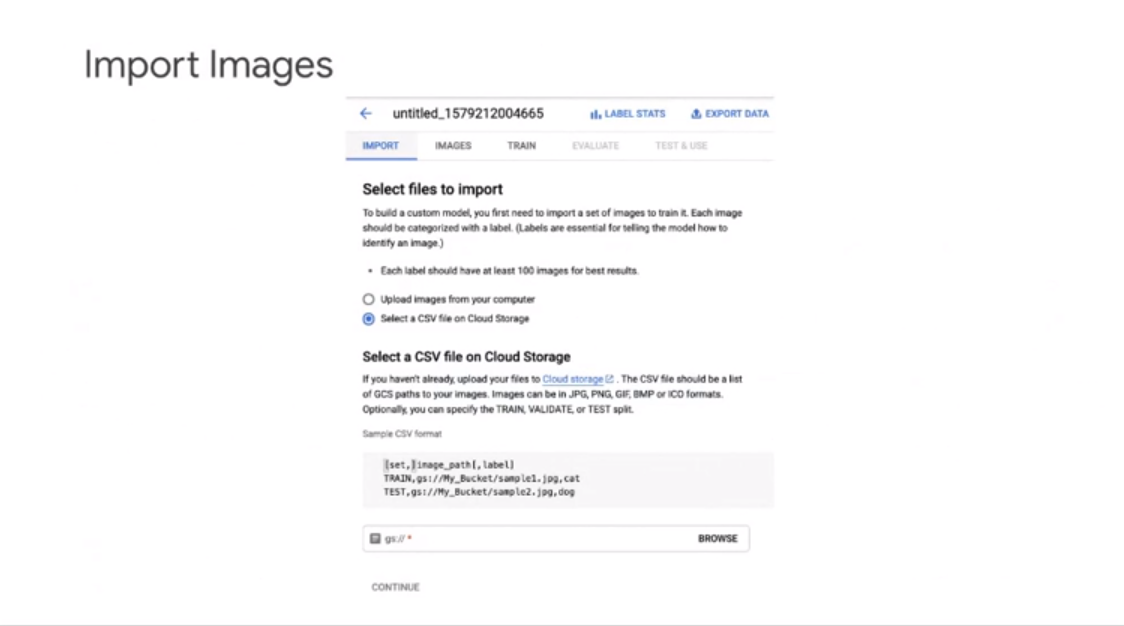 Import Images
untitled_1579212004665
LABEL STATS
EXPORT DATA
IMPORT
IMAGES
TRAIN
EVALUATE
TEST & USE
Select files to import
To build a custom model, you first need to import a set of images to train it. Each image
should be categorized with a label. (Labels are essential for telling the model how to
identify an image.)
• Each label should have at least 100 images for best results.
Upload images from your computer
Select a CSV file on Cloud Storage
Select a CSV file on Cloud Storage
If you haven't already, upload your files to Cloud storage . The CSV file should be a list
of GCS paths to your images. Images can be in JPG, PNG, GIF, BMP or ICO formats.
Optionally, you can specify the TRAIN, VALIDATE, or TEST split.
Sample CSV format
[set,]image_path[,label]
TRAIN,gs://My_Bucket/sample1.jpg,cat
TEST,gs://My_Bucket/sample2.jpg,dog
gs:// *
BROWSE
CONTINUE